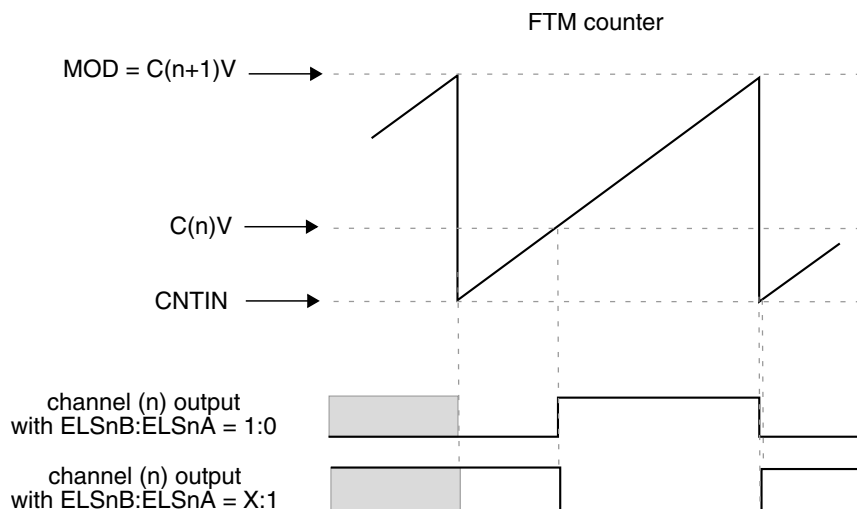 FTM counter
MOD = C(n+1)V
C(n)V
CNTIN
channel (n) output
with ELSnB:ELSnA = 1:0
channel (n) output
with ELSnB:ELSnA = X:1